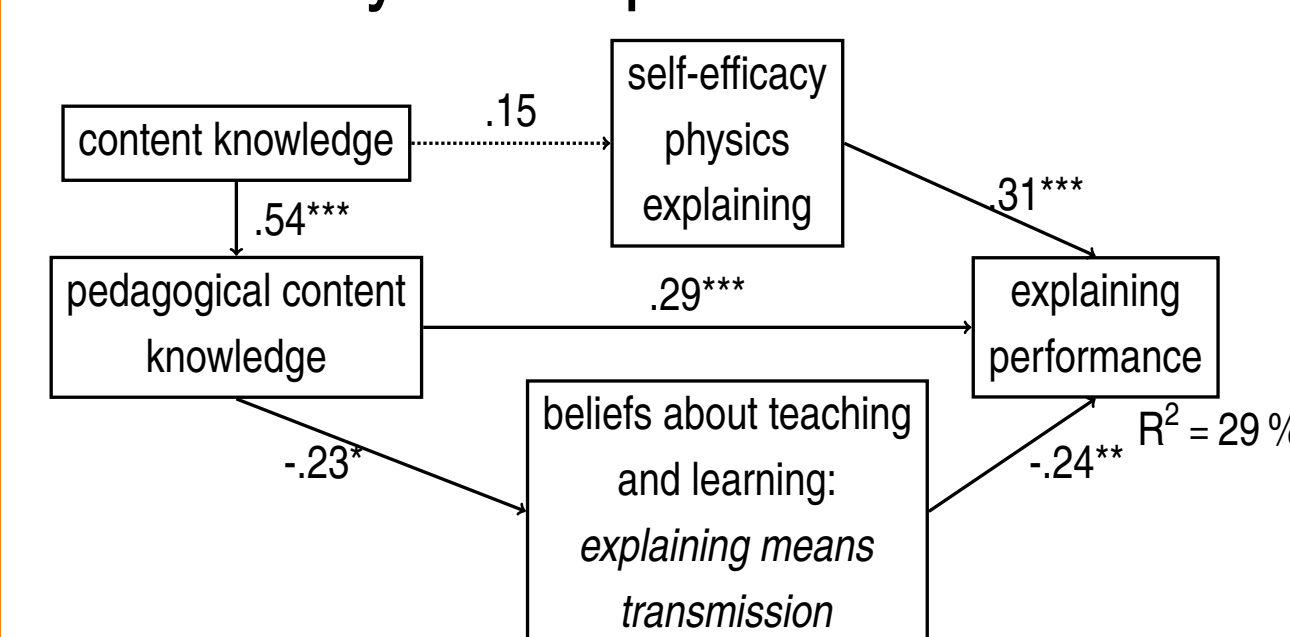 self-efficacy
physics
explaining
content knowledge
.15
.54***
.31***
pedagogical content
knowledge
.29***
explaining
performance
R² = 29 %
-.23*
beliefs about teaching
and learning:
explaining means
transmission
-.24**